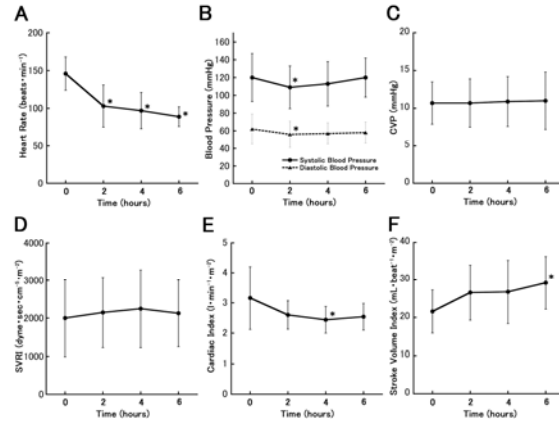 A
Heart Rate (beats・min⁻¹)
200
150
100
50
0
*
*
*
0 2 4 6
Time (hours)
B
Blood Pressure (mmHg)
160
140
120
100
80
60
40
20
0
*
*
Systolic Blood Pressure
Diastolic Blood Pressure
0 2 4 6
Time (hours)
C
CVP (mmHg)
20
15
10
5
0
0 2 4 6
Time (hours)
D
SVRI (dyne・sec・cm⁻⁵・m⁻²)
4000
3000
2000
1000
0
0 2 4 6
Time (hours)
E
Cardiac Index (l・min⁻¹・m⁻²)
5
4
3
2
1
0
*
0 2 4 6
Time (hours)
F
Stroke Volume Index (mL・beat⁻¹・m⁻²)
40
30
20
10
0
*
0 2 4 6
Time (hours)